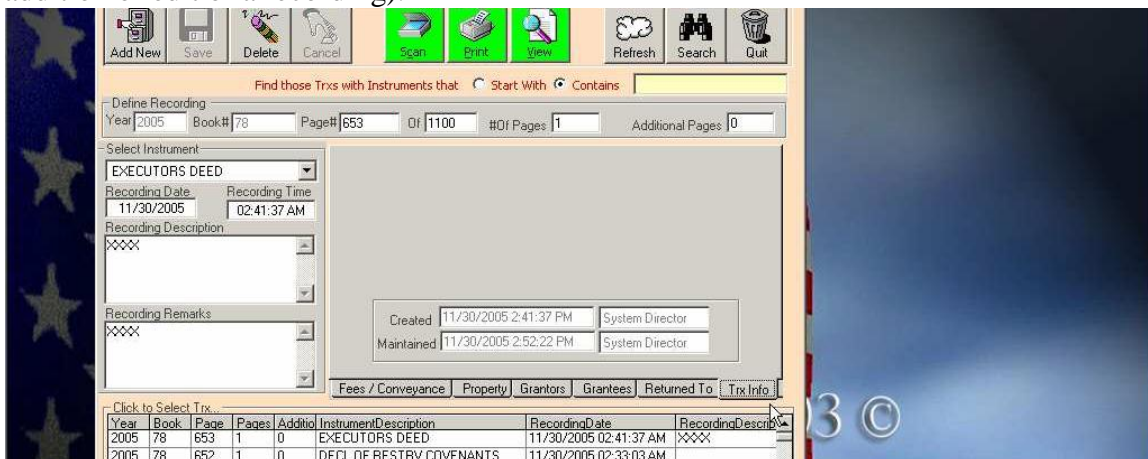 Add New Save Delete Cancel Scan Print View Refresh Search Quit
Find those Trxs with Instruments that Start With Contains
Define Recording
Year 2005 Book# 78 Page# 653 Of 1100 #Of Pages 1 Additional Pages 0
Select Instrument
EXECUTORS DEED
Recording Date Recording Time
11/30/2005 02:41:37 AM
Recording Description
XXXX
Recording Remarks
XXXX
Created 11/30/2005 2:41:37 PM System Director
Maintained 11/30/2005 2:52:22 PM System Director
Fees / Conveyance Property Grantors Grantees Returned To Trx Info
Click to Select Trx...
Year Book Page Pages Additio InstrumentDescription RecordingDate RecordingDescrip
2005 78 653 1 0 EXECUTORS DEED 11/30/2005 02:41:37 AM XXXX
2005 78 652 1 0 DECL OF RESTRV COVENANTS 11/30/2005 02:33:03 AM
03 ©